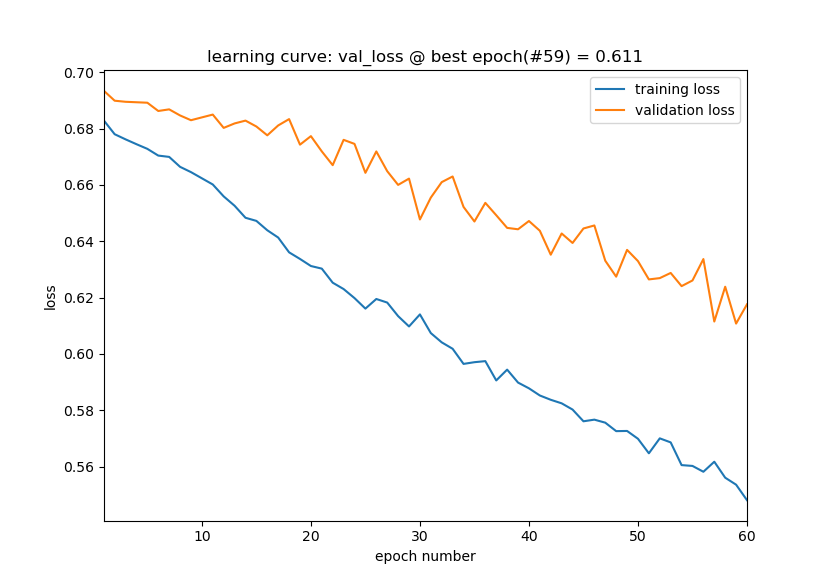 learning curve: val_loss @ best epoch(#59) = 0.611
training loss
validation loss
loss
0.70
0.68
0.66
0.64
0.62
0.60
0.58
0.56
10 20 30 40 50 60
epoch number